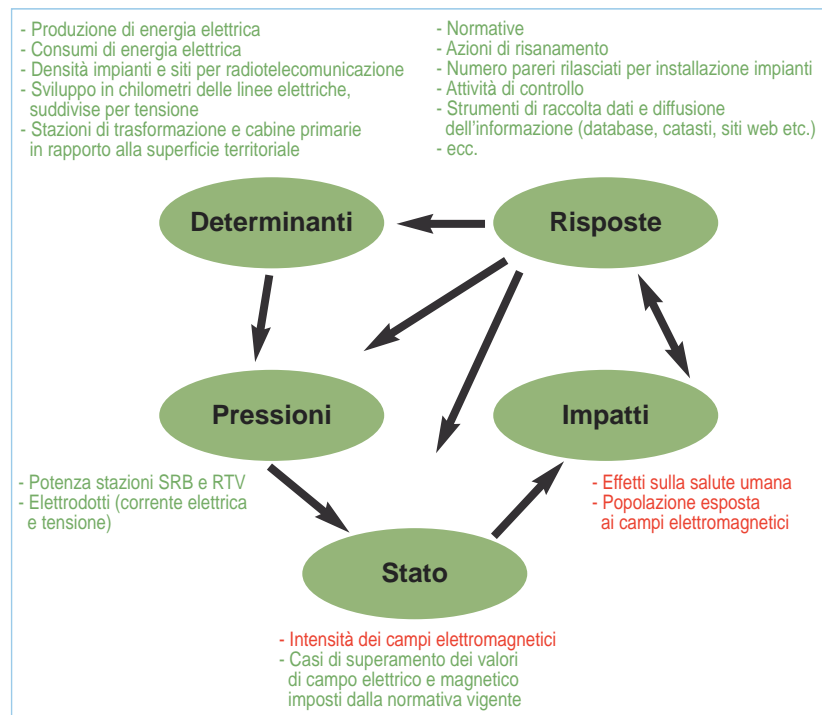 - Produzione di energia elettrica
- Consumi di energia elettrica
- Densità impianti e siti per radiotelecomunicazione
- Sviluppo in chilometri delle linee elettriche,
suddivise per tensione
- Stazioni di trasformazione e cabine primarie
in rapporto alla superficie territoriale
- Normative
- Azioni di risanamento
- Numero pareri rilasciati per installazione impianti
- Attività di controllo
- Strumenti di raccolta dati e diffusione
dell'informazione (database, catasti, siti web etc.)
- ecc.
Determinanti
Risposte
Pressioni
Impatti
- Potenza stazioni SRB e RTV
- Elettrodotti (corrente elettrica
e tensione)
- Effetti sulla salute umana
- Popolazione esposta
ai campi elettromagnetici
Stato
- Intensità dei campi elettromagnetici
- Casi di superamento dei valori
di campo elettrico e magnetico
imposti dalla normativa vigente